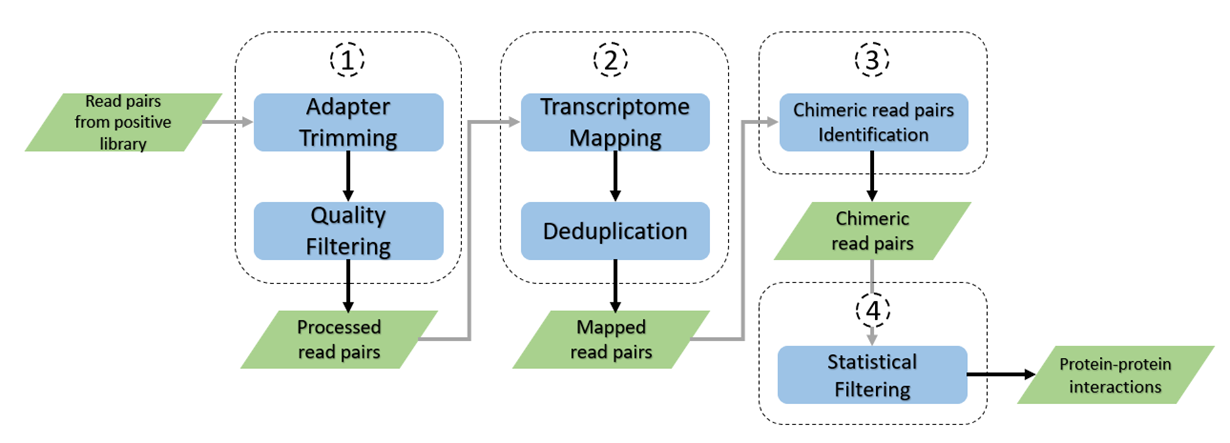 Read pairs
from positive
library
1
Adapter
Trimming
Quality
Filtering
Processed
read pairs
2
Transcriptome
Mapping
Deduplication
Mapped
read pairs
3
Chimeric read pairs
Identification
Chimeric
read pairs
4
Statistical
Filtering
Protein-protein
interactions